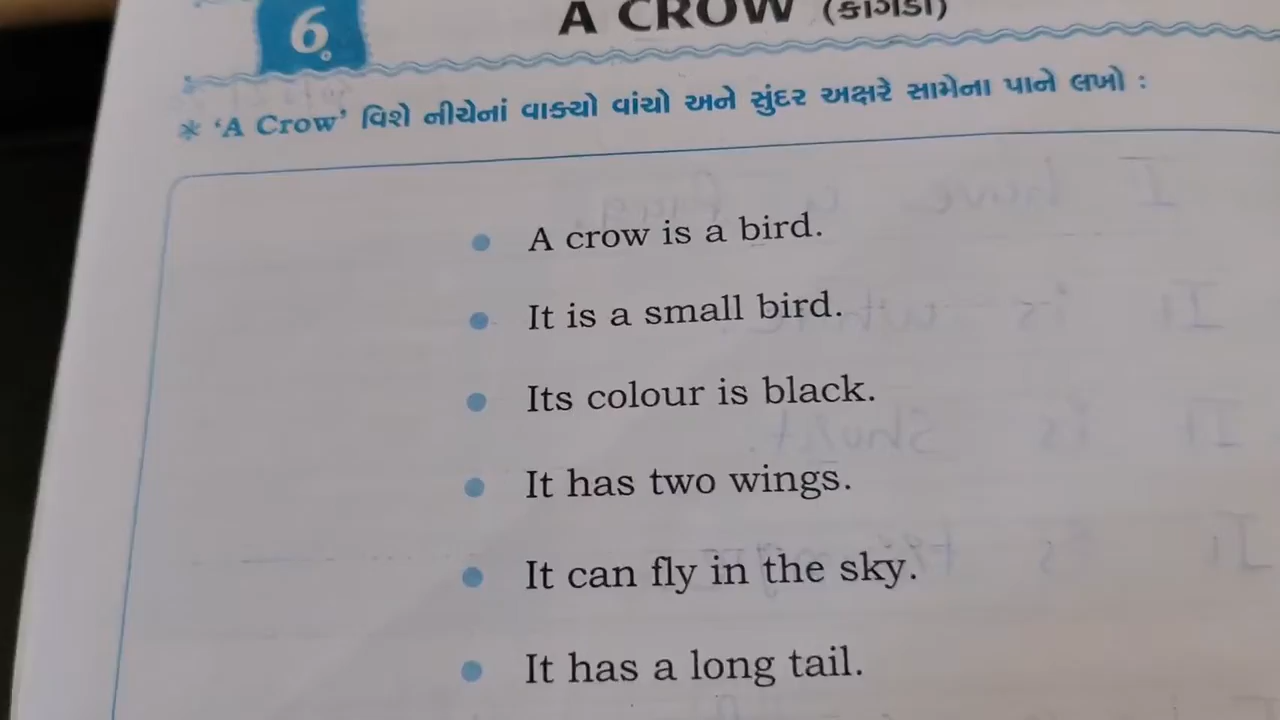 6.
A CROW (કાગડો)
* ‘A Crow’ વિશે નીચેનાં વાક્યો વાંચો અને સુંદર અક્ષરે સામેના પાને લખો :
• A crow is a bird.
• It is a small bird.
• Its colour is black.
• It has two wings.
• It can fly in the sky.
• It has a long tail.